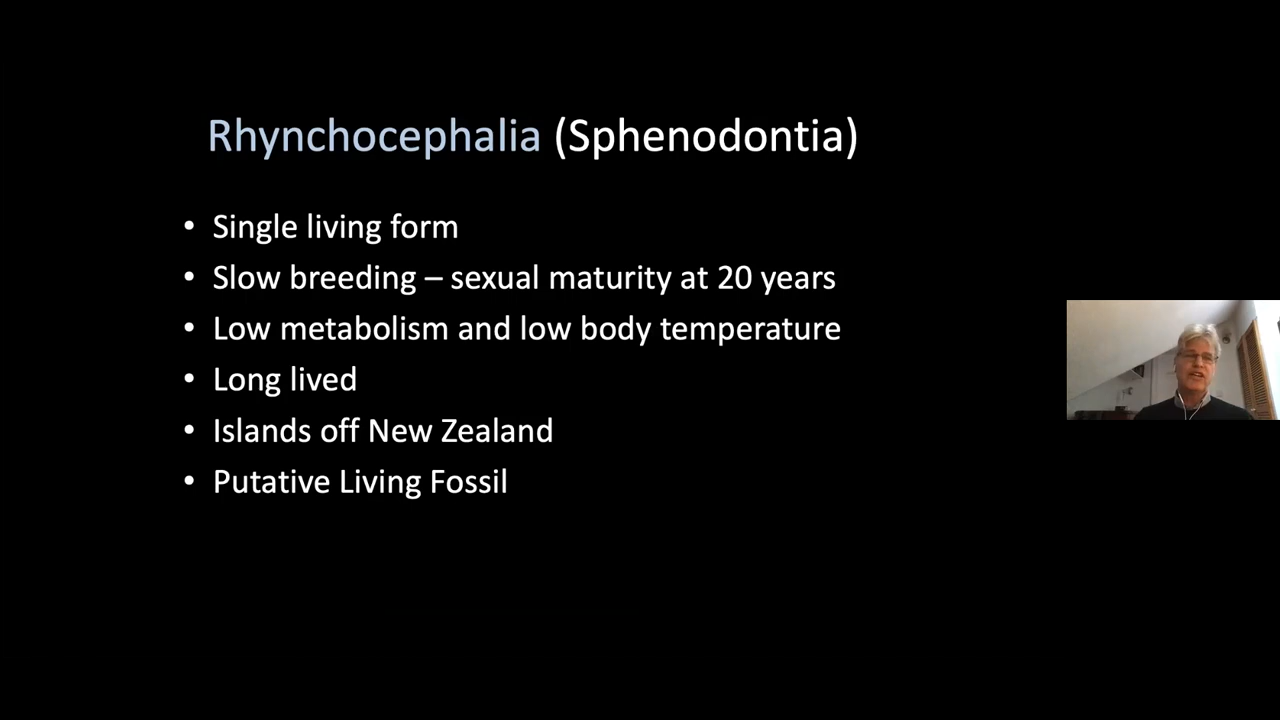 Rhynchocephalia (Sphenodontia)
• Single living form
• Slow breeding – sexual maturity at 20 years
• Low metabolism and low body temperature
• Long lived
• Islands off New Zealand
• Putative Living Fossil